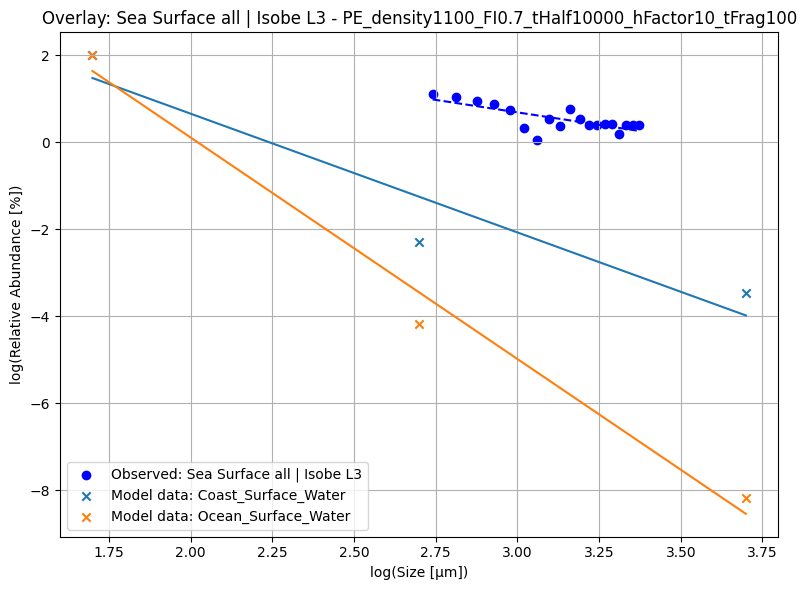 Overlay: Sea Surface all | Isobe L3 - PE_density1100_FI0.7_tHalf10000_hFactor10_tFrag100
log(Relative Abundance [%])
2
0
−2
−4
−6
−8
Observed: Sea Surface all | Isobe L3
Model data: Coast_Surface_Water
Model data: Ocean_Surface_Water
1.75
2.00
2.25
2.50
2.75
3.00
3.25
3.50
3.75
log(Size [µm])